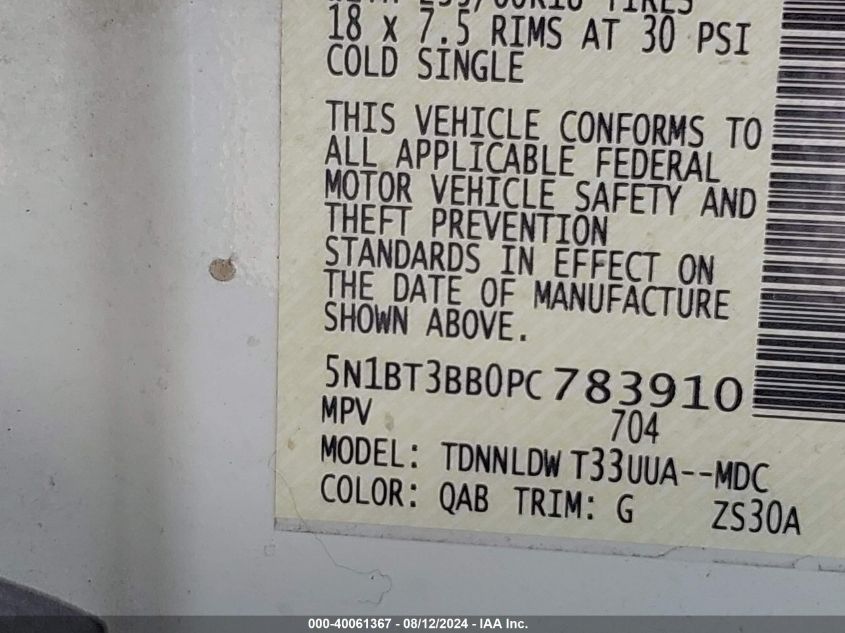 18 x 7.5 RIMS AT 30 PSI
COLD SINGLE
THIS VEHICLE CONFORMS TO
ALL APPLICABLE FEDERAL
MOTOR VEHICLE SAFETY AND
THEFT PREVENTION
STANDARDS IN EFFECT ON
THE DATE OF MANUFACTURE
SHOWN ABOVE.
5N1BT3BB0PC783910
MPV 704
MODEL: TDNNLDW T33UUA--MDC
COLOR: QAB TRIM: G ZS30A
000-40061367 - 08/12/2024 - IAA Inc.